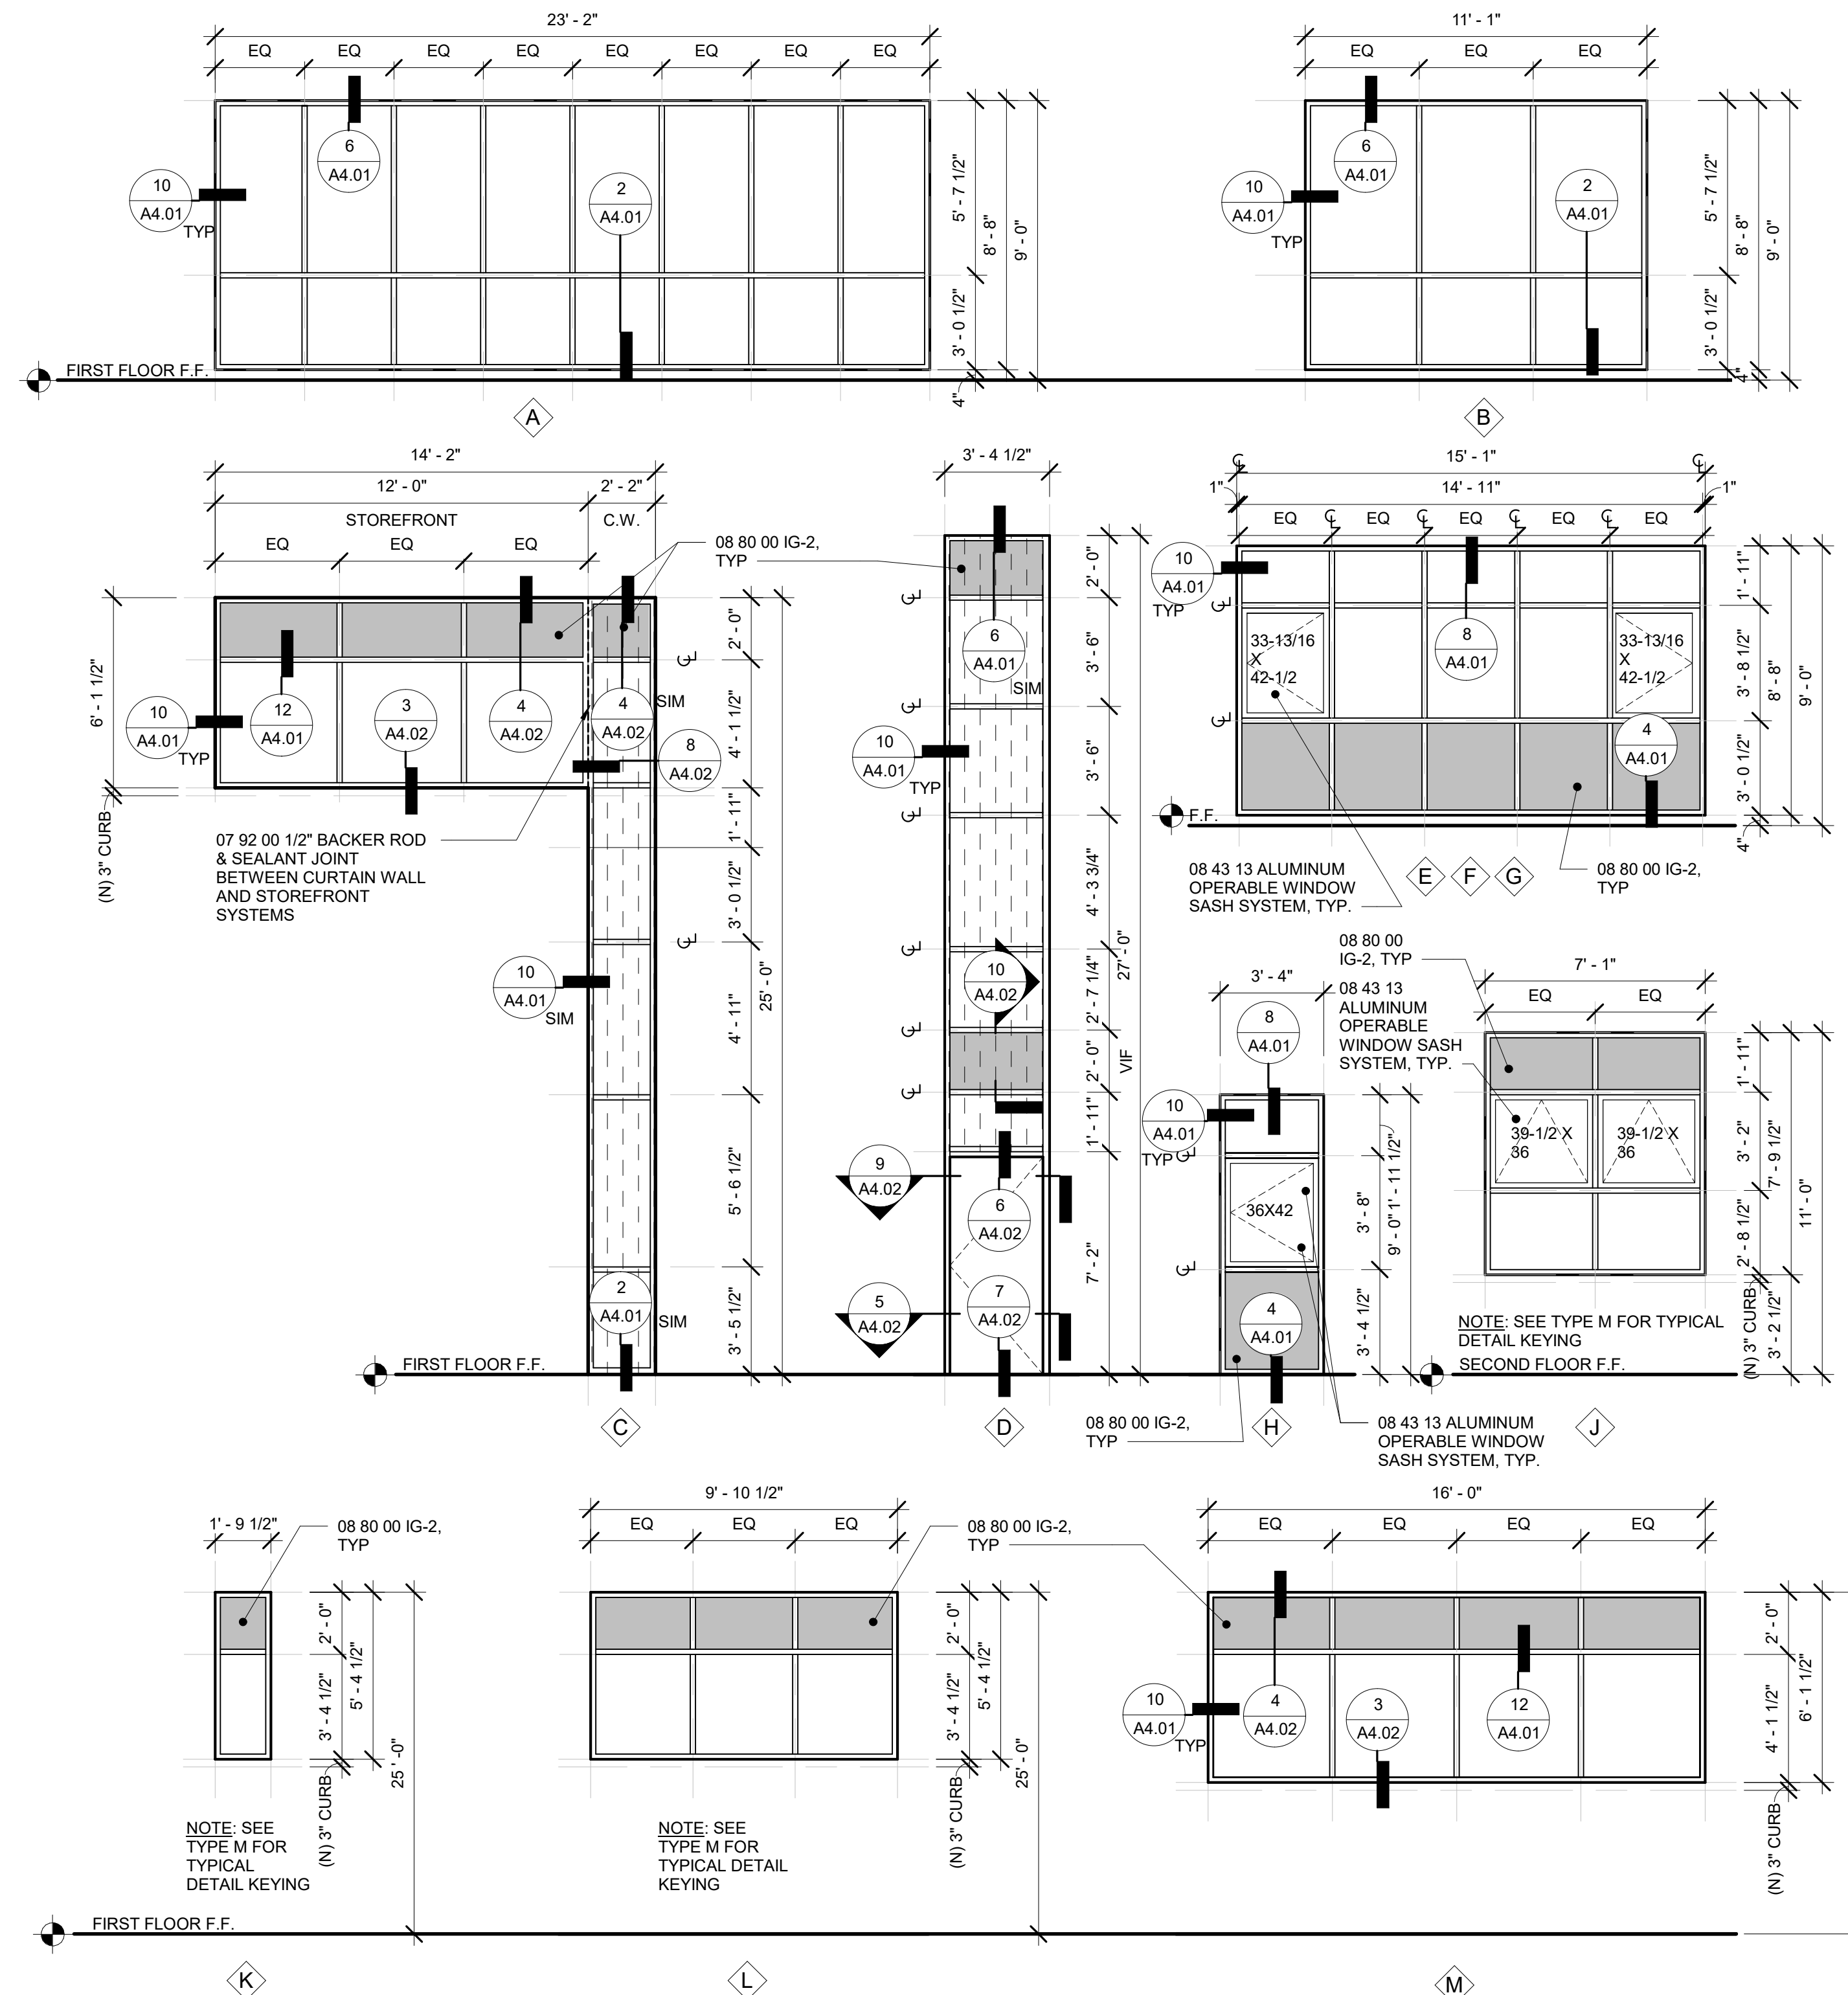 23' - 2"
EQ EQ EQ EQ EQ EQ EQ EQ
6
A4.01
10
A4.01
TYP
2
A4.01
5' - 7 1/2"
3' - 0 1/2"
4"
8' - 8"
9' - 0"
FIRST FLOOR F.F.
A
11' - 1"
EQ EQ EQ
6
A4.01
10
A4.01
TYP
2
A4.01
5' - 7 1/2"
3' - 0 1/2"
4"
8' - 8"
9' - 0"
B
14' - 2"
12' - 0"
2' - 2"
STOREFRONT
C.W.
EQ EQ EQ
08 80 00 IG-2,
TYP
6' - 1 1/2"
(N) 3" CURB
10
A4.01
TYP
12
A4.01
3
A4.02
4
A4.02
4
A4.02
SIM
8
A4.02
07 92 00 1/2" BACKER ROD
& SEALANT JOINT
BETWEEN CURTAIN WALL
AND STOREFRONT
SYSTEMS
10
A4.01
SIM
2
A4.01
SIM
2' - 0"
4' - 1 1/2"
1' - 11"
3' - 0 1/2"
4' - 11"
5' - 6 1/2"
3' - 5 1/2"
25' - 0"
FIRST FLOOR F.F.
C
3' - 4 1/2"
6
A4.01
SIM
10
A4.01
TYP
10
A4.02
9
A4.02
6
A4.02
5
A4.02
7
A4.02
2' - 0"
3' - 6"
3' - 6"
4' - 3 3/4"
2' - 7 1/4"
2' - 0"
1' - 11"
7' - 2"
27' - 0"
VIF
D
15' - 1"
1"
14' - 11"
1"
EQ EQ EQ EQ EQ
10
A4.01
TYP
8
A4.01
33-13/16
X
42-1/2
33-13/16
X
42-1/2
4
A4.01
1' - 11"
3' - 8 1/2"
3' - 0 1/2"
4"
8' - 8"
9' - 0"
F.F.
08 43 13 ALUMINUM
OPERABLE WINDOW
SASH SYSTEM, TYP.
E F G
08 80 00 IG-2,
TYP
3' - 4"
8
A4.01
10
A4.01
TYP
36X42
4
A4.01
1' - 11 1/2"
3' - 8"
3' - 4 1/2"
9' - 0"
08 80 00 IG-2,
TYP
H
08 43 13 ALUMINUM
OPERABLE WINDOW
SASH SYSTEM, TYP.
08 80 00
IG-2, TYP
08 43 13
ALUMINUM
OPERABLE
WINDOW SASH
SYSTEM, TYP.
7' - 1"
EQ EQ
39-1/2 X
36
39-1/2 X
36
1' - 11"
3' - 2"
2' - 8 1/2"
(N) 3" CURB
7' - 9 1/2"
3' - 2 1/2"
11' - 0"
NOTE: SEE TYPE M FOR TYPICAL
DETAIL KEYING
SECOND FLOOR F.F.
J
1' - 9 1/2"
08 80 00 IG-2,
TYP
2' - 0"
3' - 4 1/2"
(N) 3" CURB
5' - 4 1/2"
25' -0"
NOTE: SEE
TYPE M FOR
TYPICAL
DETAIL KEYING
FIRST FLOOR F.F.
K
9' - 10 1/2"
EQ EQ EQ
08 80 00 IG-2,
TYP
2' - 0"
3' - 4 1/2"
(N) 3" CURB
5' - 4 1/2"
25' - 0"
NOTE: SEE
TYPE M FOR
TYPICAL DETAIL
KEYING
L
16' - 0"
EQ EQ EQ EQ
10
A4.01
TYP
4
A4.02
3
A4.02
12
A4.01
2' - 0"
4' - 1 1/2"
(N) 3" CURB
6' - 1 1/2"
M